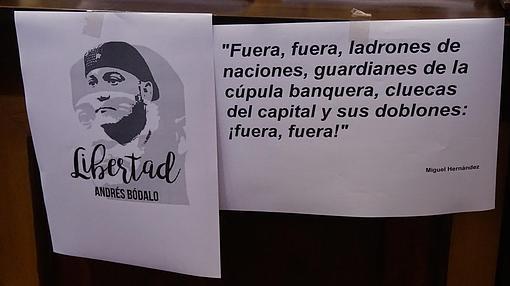 Libertad
ANDRÉS BÓDALO
"Fuera, fuera, ladrones de
naciones, guardianes de la
cúpula banquera, cluecas
del capital y sus doblones:
¡fuera, fuera!"
Miguel Hernández